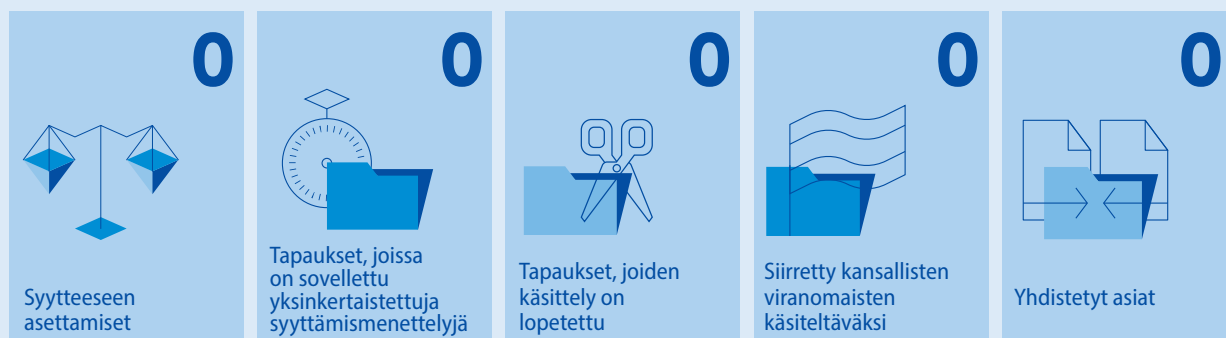 0
Syytteeseen
asettamiset
0
Tapaukset, joissa
on sovellettu
yksinkertaistettuja
syyttämismenettelyjä
0
Tapaukset, joiden
käsittely on
lopetettu
0
Siirretty kansallisten
viranomaisten
käsiteltäväksi
0
Yhdistetyt asiat